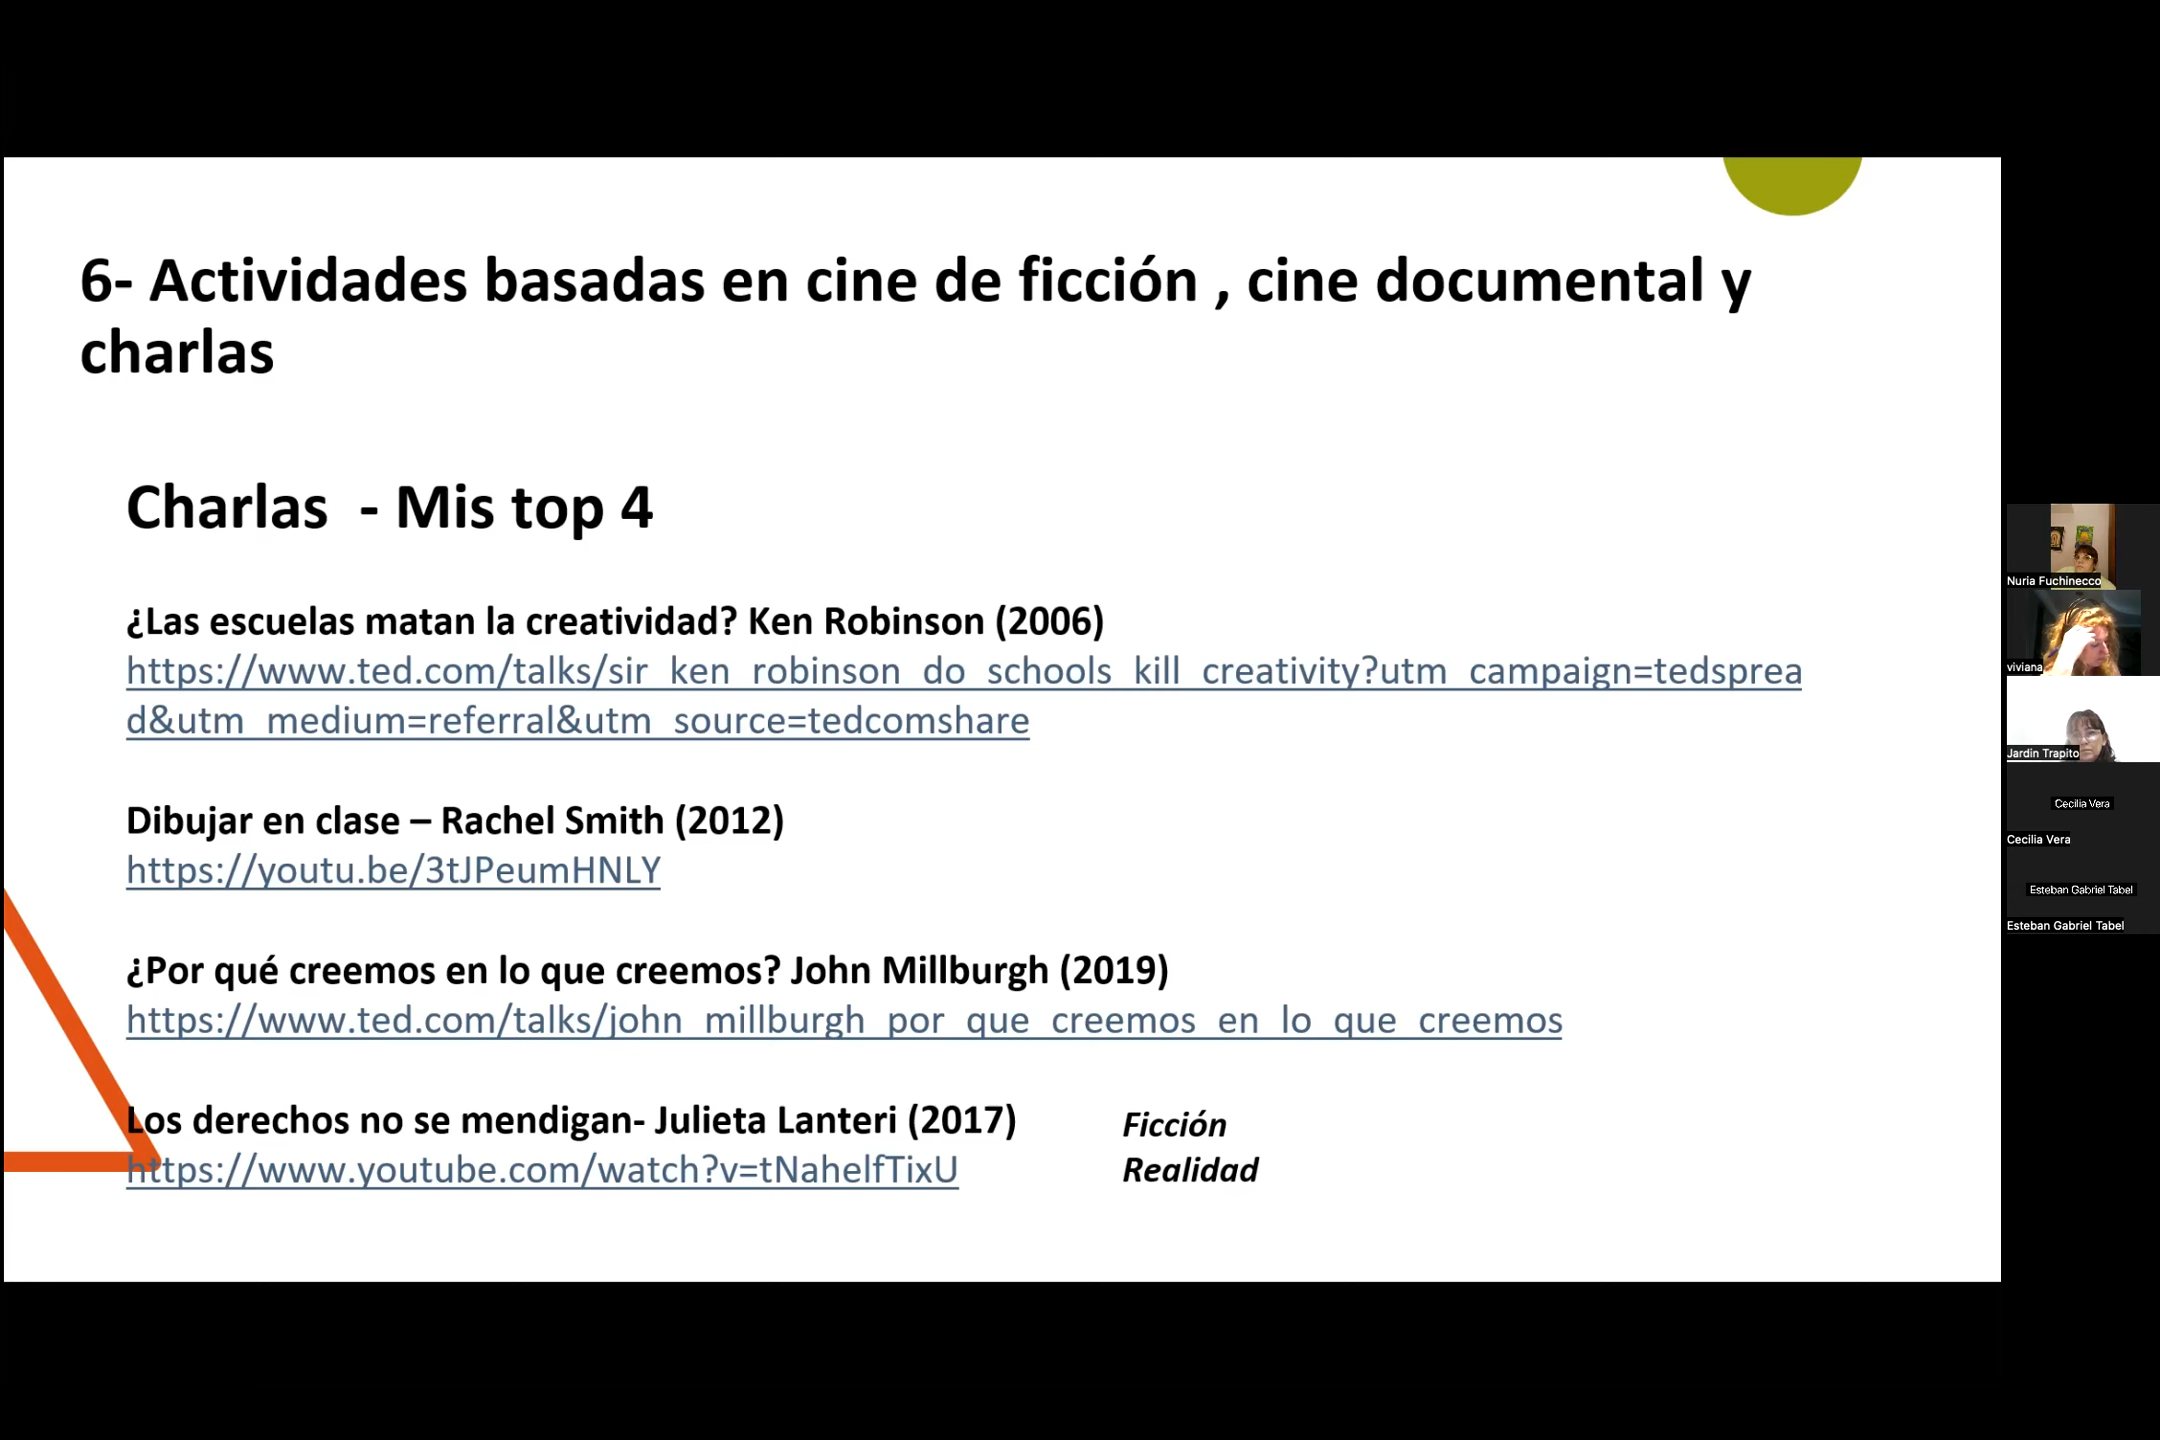 6- Actividades basadas en cine de ficción , cine documental y
charlas
Charlas - Mis top 4
¿Las escuelas matan la creatividad? Ken Robinson (2006)
https://www.ted.com/talks/sir_ken_robinson_do_schools_kill_creativity?utm_campaign=tedsprea
d&utm_medium=referral&utm_source=tedcomshare
Dibujar en clase – Rachel Smith (2012)
https://youtu.be/3tJPeumHNLY
¿Por qué creemos en lo que creemos? John Millburgh (2019)
https://www.ted.com/talks/john_millburgh_por_que_creemos_en_lo_que_creemos
Los derechos no se mendigan- Julieta Lanteri (2017)
https://www.youtube.com/watch?v=tNahelfTixU
Ficción
Realidad
Nuria Fuchinecco
viviana
Jardin Trapito
Cecilia Vera
Cecilia Vera
Esteban Gabriel Tabel
Esteban Gabriel Tabel